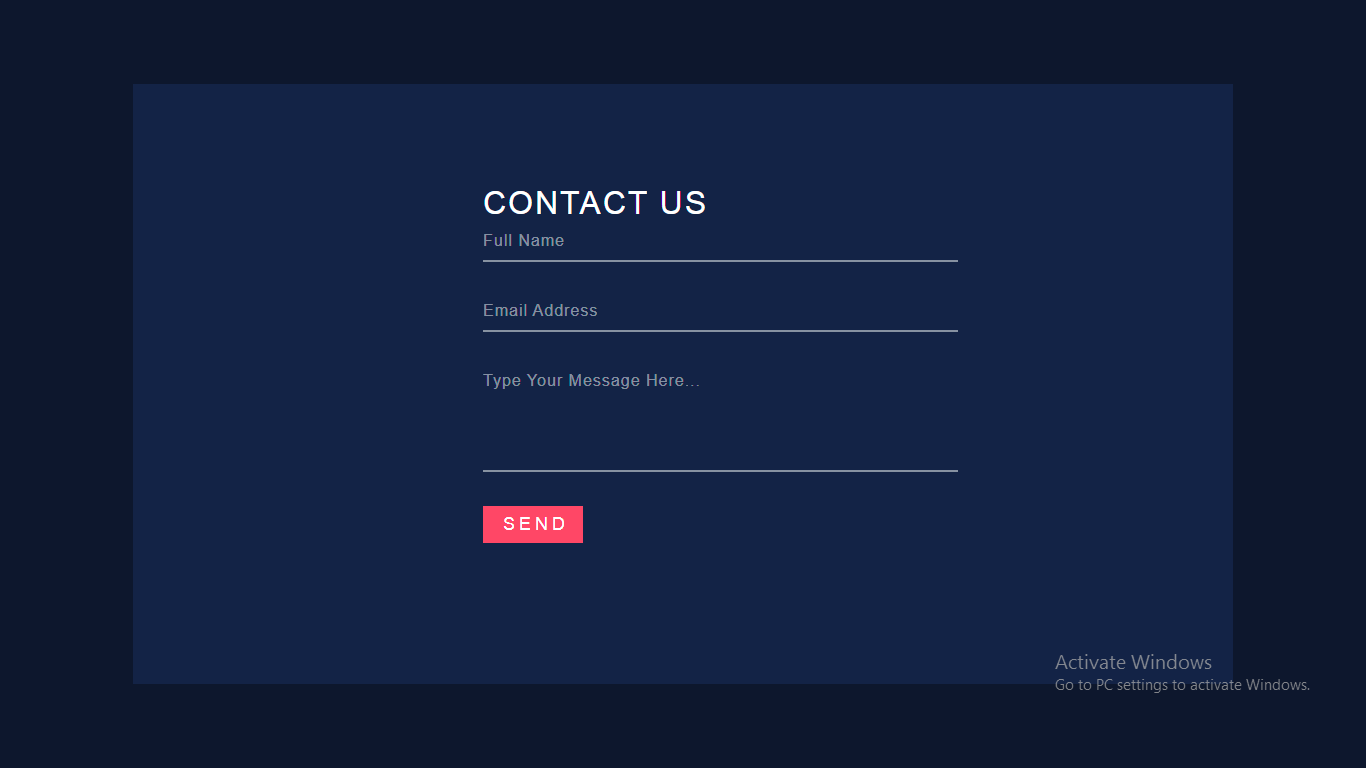 CONTACT US
Full Name
Email Address
Type Your Message Here...
SEND
Activate Windows
Go to PC settings to activate Windows.